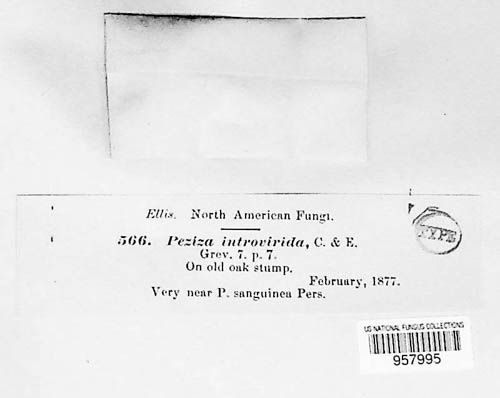 Ellis. North American Fungi.
566. Peziza introvirida, C. & E.
Grev. 7. p. 7.
On old oak stump.
February, 1877.
Very near P. sanguinea Pers.
TYPE
US NATIONAL FUNGUS COLLECTIONS
957995